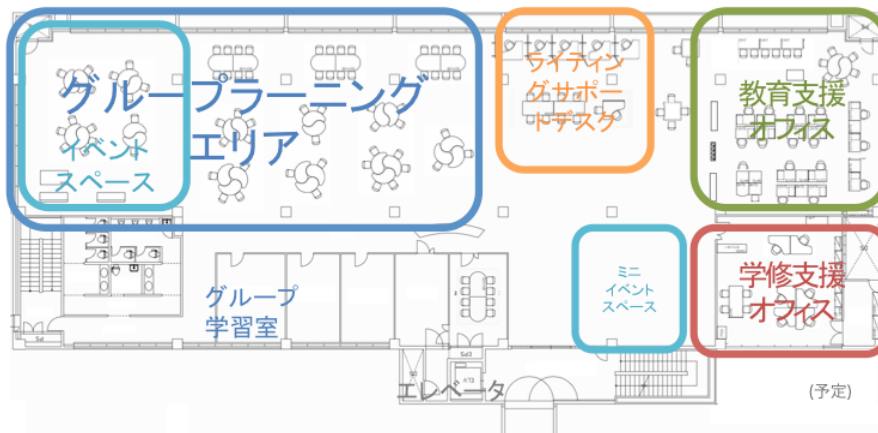 グループラーニング
エリア
イベント
スペース
ライティン
グサポー
トデスク
教育支援
オフィス
グループ
学習室
ミニ
イベント
スペース
学修支援
オフィス
エレベータ
(予定)